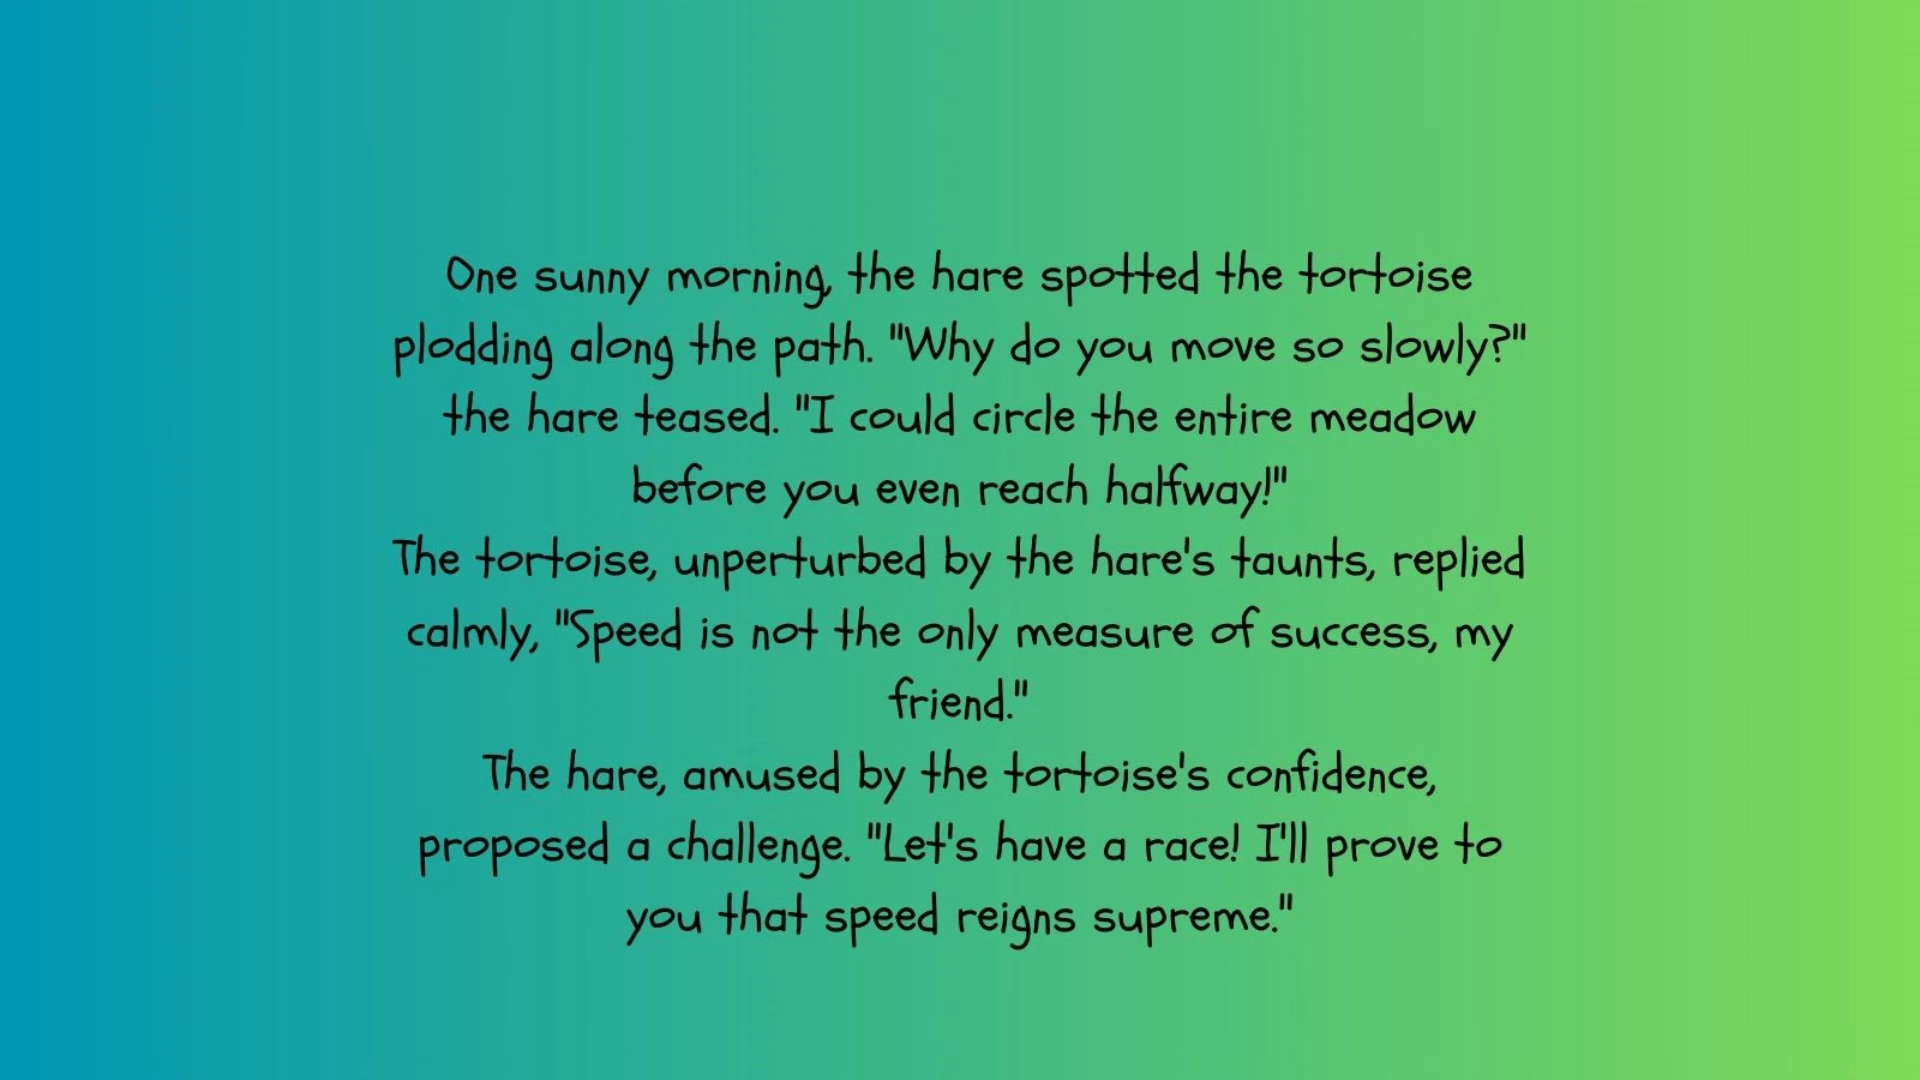 One sunny morning, the hare spotted the tortoise
plodding along the path. "Why do you move so slowly?"
the hare teased. "I could circle the entire meadow
before you even reach halfway!"
The tortoise, unperturbed by the hare's taunts, replied
calmly, "Speed is not the only measure of success, my
friend."
The hare, amused by the tortoise's confidence,
proposed a challenge. "Let's have a race! I'll prove to
you that speed reigns supreme."